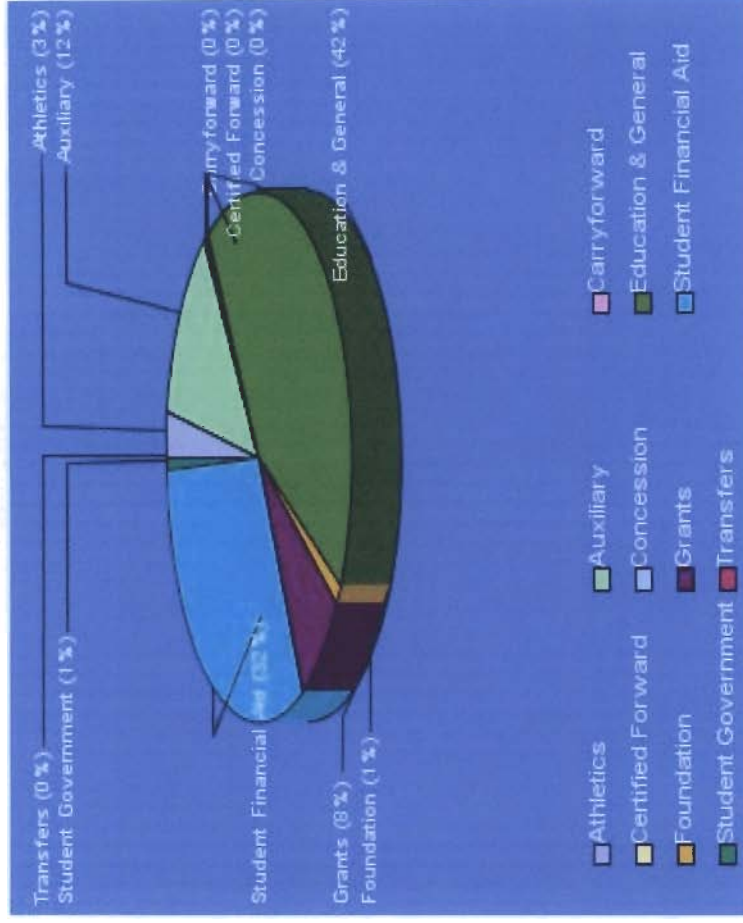 Transfers (0%)
Student Government (1%)
Athletics (3%)
Auxiliary (12%)
Carryforward (0%)
Certified Forward (0%)
Concession (0%)
Student Financial Aid (32%)
Education & General (42%)
Grants (8%)
Foundation (1%)
Athletics
Auxiliary
Carryforward
Certified Forward
Concession
Education & General
Foundation
Grants
Student Financial Aid
Student Government
Transfers